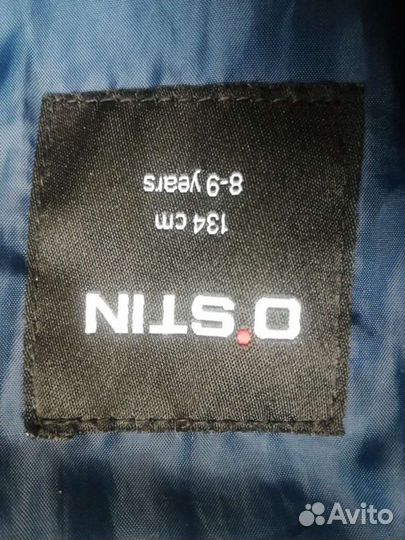 O'STIN
134 cm
8-9 years
Avito